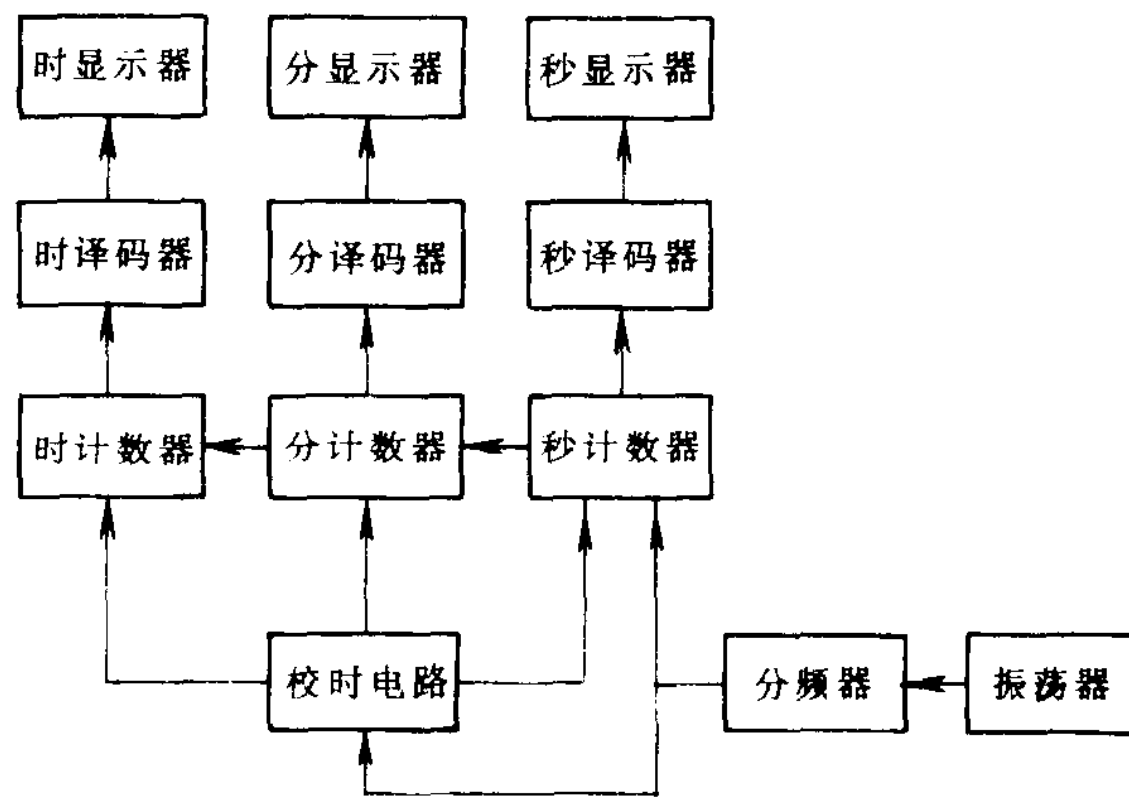 时显示器
分显示器
秒显示器
时译码器
分译码器
秒译码器
时计数器
分计数器
秒计数器
校时电路
分频器
振荡器